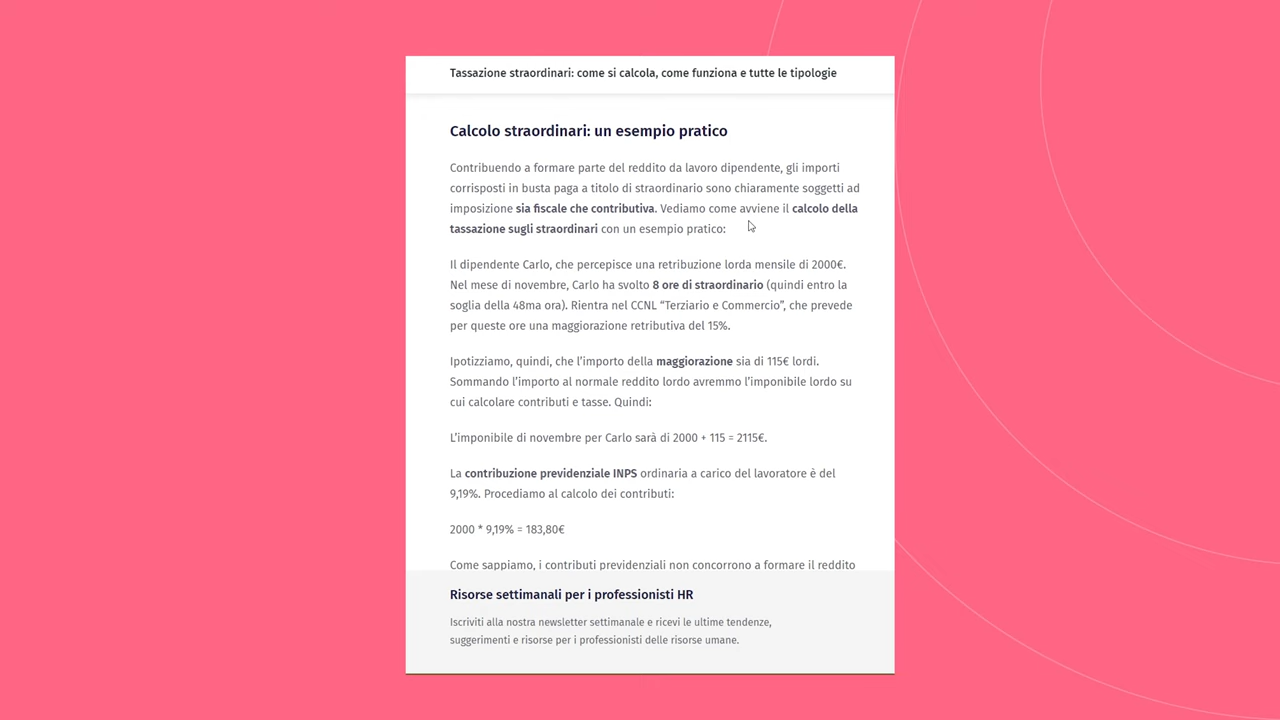 Tassazione straordinari: come si calcola, come funziona e tutte le tipologie
Calcolo straordinari: un esempio pratico
Contribuendo a formare parte del reddito da lavoro dipendente, gli importi
corrisposti in busta paga a titolo di straordinario sono chiaramente soggetti ad
imposizione sia fiscale che contributiva. Vediamo come avviene il calcolo della
tassazione sugli straordinari con un esempio pratico:
Il dipendente Carlo, che percepisce una retribuzione lorda mensile di 2000€.
Nel mese di novembre, Carlo ha svolto 8 ore di straordinario (quindi entro la
soglia della 48ma ora). Rientra nel CCNL “Terziario e Commercio”, che prevede
per queste ore una maggiorazione retributiva del 15%.
Ipotizziamo, quindi, che l’importo della maggiorazione sia di 115€ lordi.
Sommando l’importo al normale reddito lordo avremmo l’imponibile lordo su
cui calcolare contributi e tasse. Quindi:
L’imponibile di novembre per Carlo sarà di 2000 + 115 = 2115€.
La contribuzione previdenziale INPS ordinaria a carico del lavoratore è del
9,19%. Procediamo al calcolo dei contributi:
2000 * 9,19% = 183,80€
Come sappiamo, i contributi previdenziali non concorrono a formare il reddito
Risorse settimanali per i professionisti HR
Iscriviti alla nostra newsletter settimanale e ricevi le ultime tendenze,
suggerimenti e risorse per i professionisti delle risorse umane.